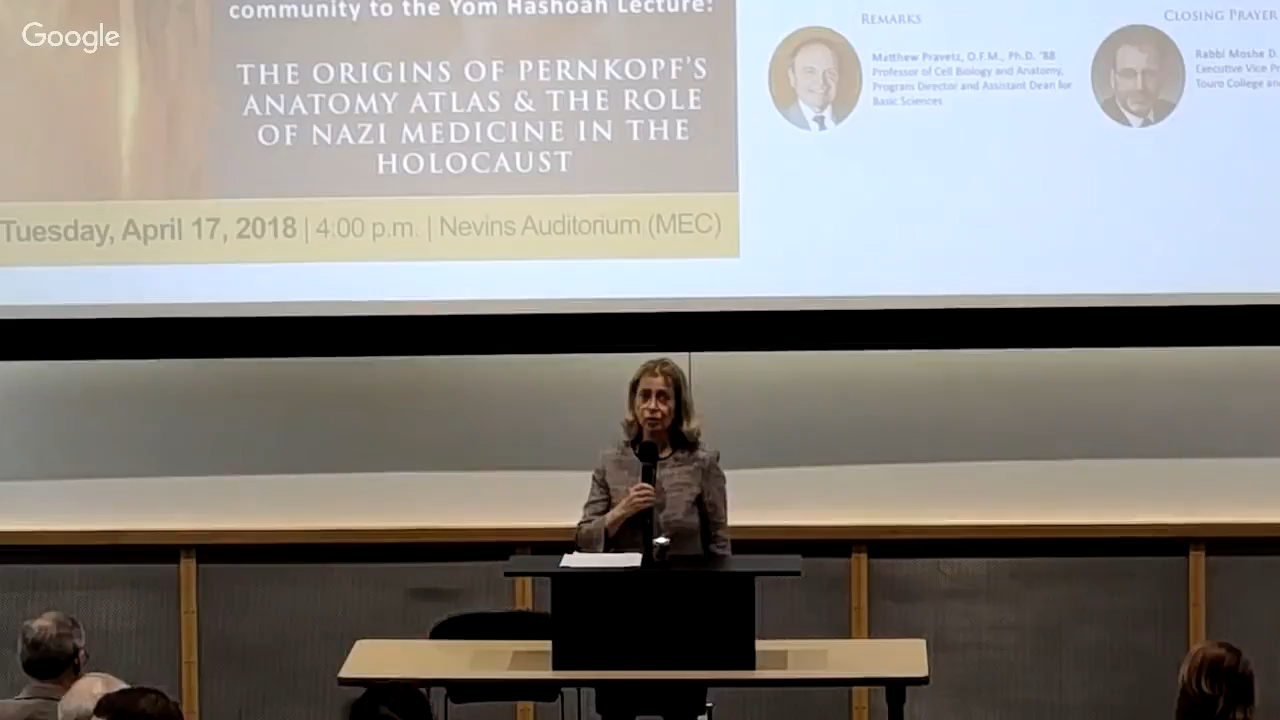 Google
community to the Yom Hashoah Lecture:
THE ORIGINS OF PERNKOPF'S
ANATOMY ATLAS & THE ROLE
OF NAZI MEDICINE IN THE
HOLOCAUST
Tuesday, April 17, 2018 | 4:00 p.m. | Nevins Auditorium (MEC)
REMARKS
Matthew Pravetz, O.F.M., Ph.D. '88
Professor of Cell Biology and Anatomy,
Program Director and Assistant Dean for
Basic Sciences
CLOSING PRAYER
Rabbi Moshe D.
Executive Vice Pr
Touro College an